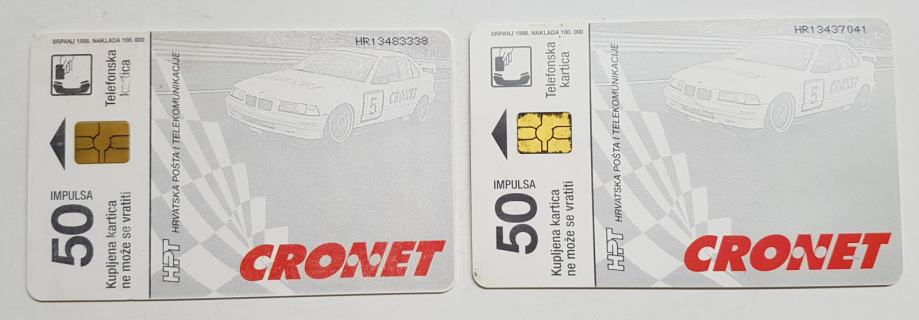 SRPANJ 1998. NAKLADA 100. 000
HR13483338
Telefonska
kartica
5 CRONET
50
IMPULSA
Kupljena kartica
ne može se vratiti
HPT HRVATSKA POŠTA I TELEKOMUNIKACIJE
CRONET
SRPANJ 1998. NAKLADA 100. 000
HR13437041
Telefonska
kartica
5 CRONET
50
IMPULSA
Kupljena kartica
ne može se vratiti
HPT HRVATSKA POŠTA I TELEKOMUNIKACIJE
CRONET